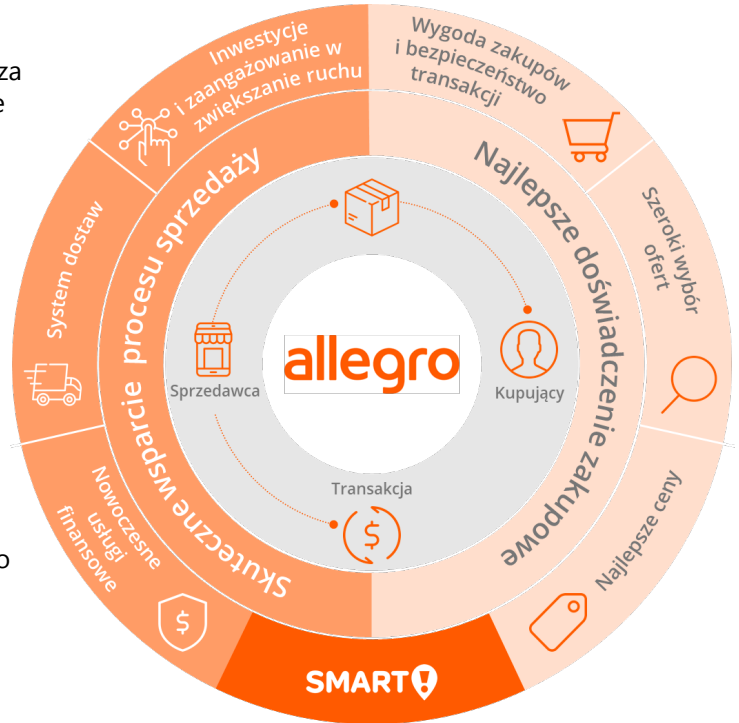 za
e
o
Inwestycje
i zaangażowanie w
zwiększanie ruchu
Wygoda zakupów
i bezpieczeństwo
transakcji
System dostaw
Szeroki wybór
ofert
Nowoczesne
usługi
finansowe
Najlepsze ceny
Skuteczne wsparcie procesu sprzedaży
Najlepsze doświadczenie zakupowe
allegro
Sprzedawca
Kupujący
Transakcja
$
$
SMART!